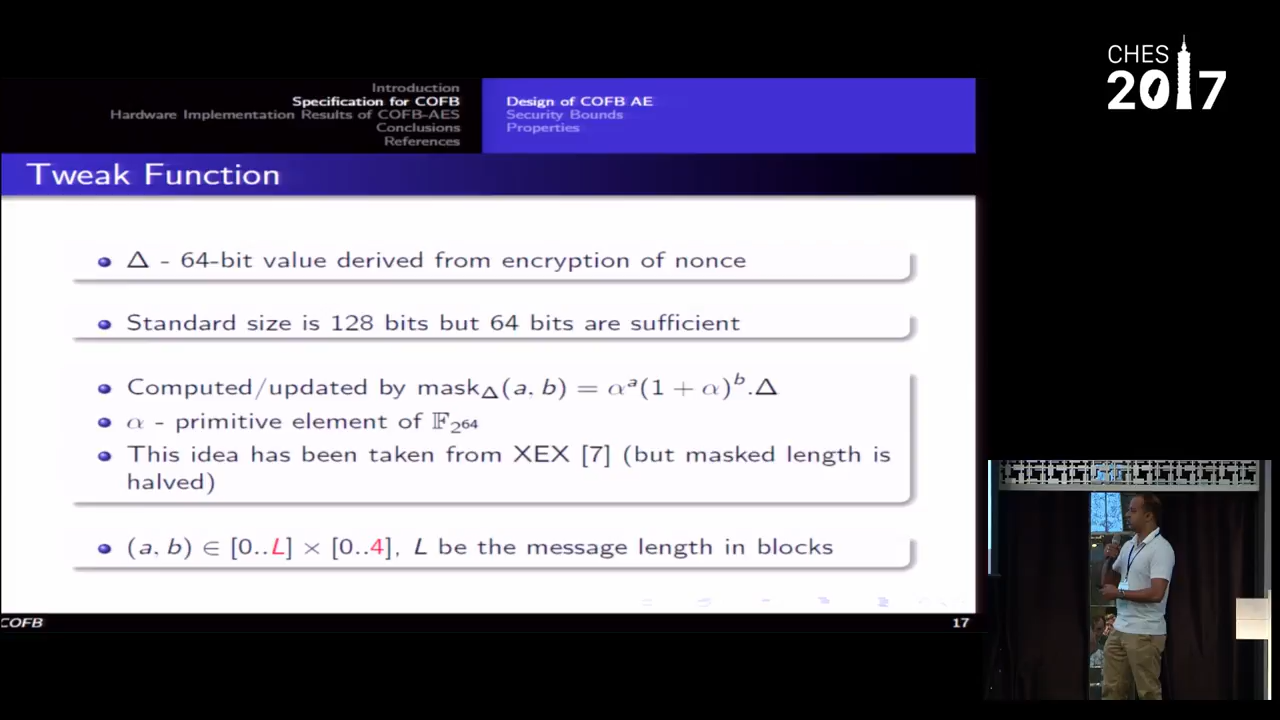 CHES
2017
Introduction
Specification for COFB
Hardware Implementation Results of COFB-AES
Conclusions
References
Design of COFB AE
Security Bounds
Properties
Tweak Function
Δ - 64-bit value derived from encryption of nonce
Standard size is 128 bits but 64 bits are sufficient
Computed/updated by mask_Δ(a, b) = α^a(1 + α)^b.Δ
α - primitive element of 𝔽_{2^64}
This idea has been taken from XEX [7] (but masked length is
halved)
(a, b) ∈ [0..L] × [0..4], L be the message length in blocks
COFB
17